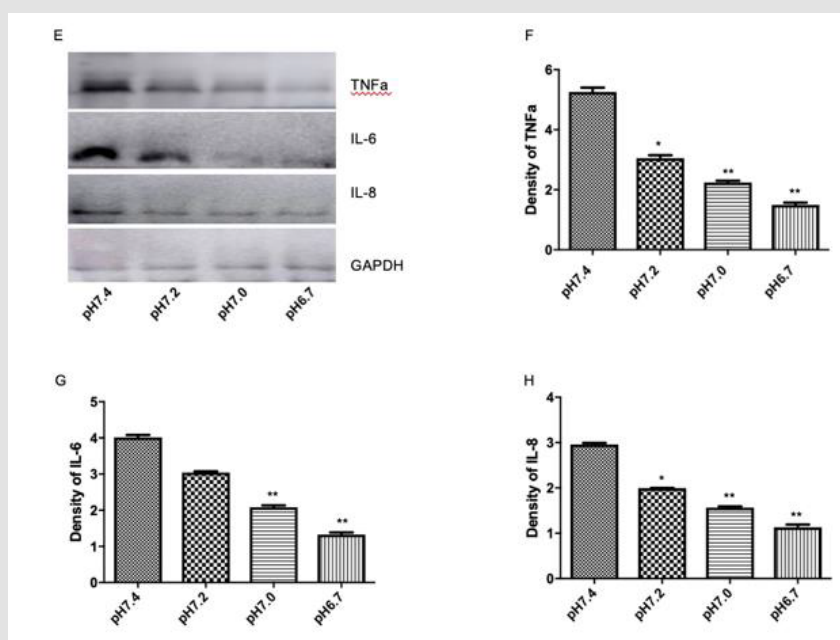 E
TNFa
IL-6
IL-8
GAPDH
pH7.4 pH7.2 pH7.0 pH6.7
F
Density of TNFa
6
4
2
0
*
**
**
pH7.4 pH7.2 pH7.0 pH6.7
G
Density of IL-6
5
4
3
2
1
0
**
**
pH7.4 pH7.2 pH7.0 pH6.7
H
Density of IL-8
4
3
2
1
0
*
**
**
pH7.4 pH7.2 pH7.0 pH6.7